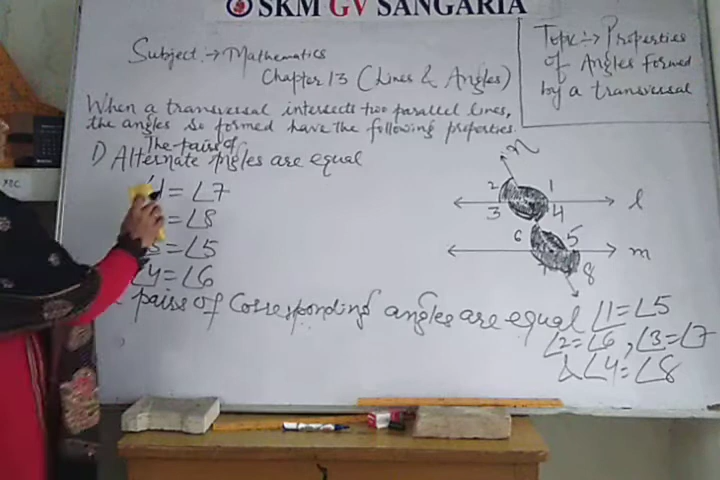 SKM GV SANGARIA
Subject :→ Mathematics
Chapter 13 (Lines & Angles)
Topic :→ Properties
of Angles formed
by a transversal
When a transversal intersects two parallel lines,
the angles so formed have the following properties.
The pairs of
1) Alternate Angles are equal
∠1 = ∠7
= ∠8
∠3 = ∠5
∠4 = ∠6
pairs of Corresponding angles are equal ∠1 = ∠5
∠2 = ∠6, ∠3 = ∠7
& ∠4 = ∠8
n
2 1
3 4
l
6 5
m
7 8